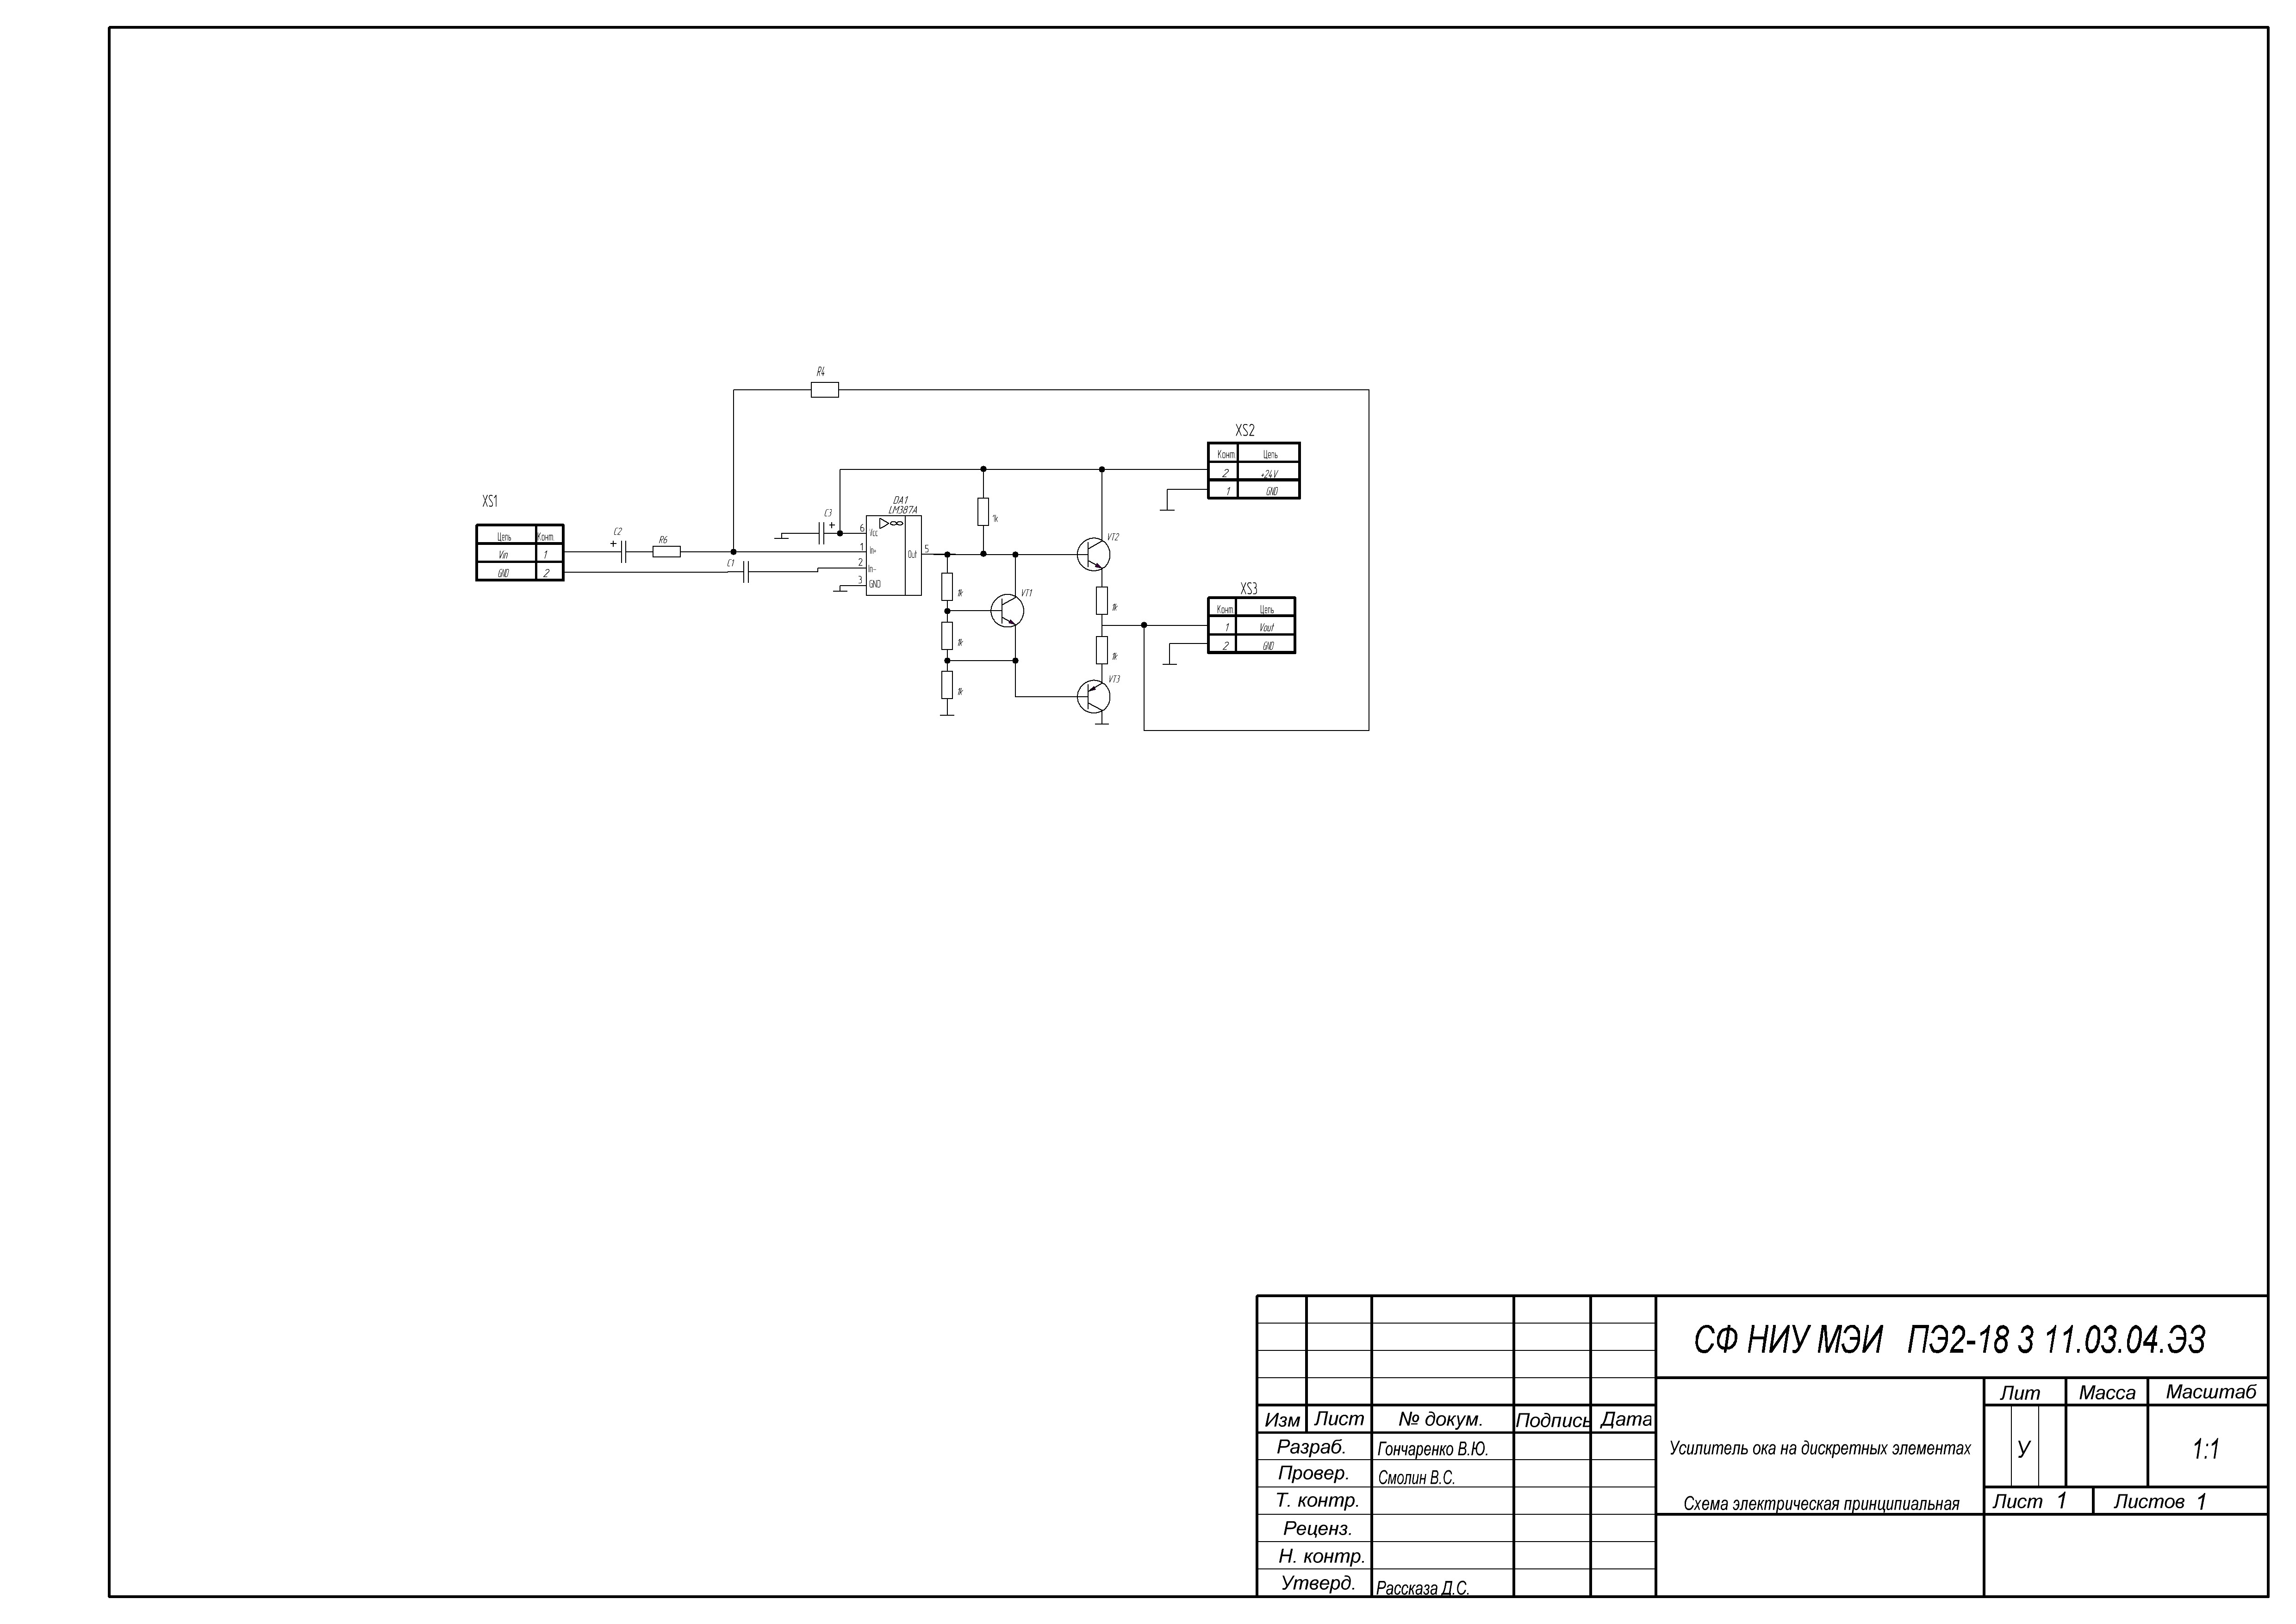 R4
XS2
Конт Цепь
2 +24V
1 GND
XS1
Цепь Конт
Vin 1
GND 2
C2
R6
C1
C3
DA1
LM387A
6 Vcc
1 In+
2 In-
3 GND
Out 5
1k
VT2
1k
VT1
1k
1k
1k
1k
VT3
XS3
Конт Цепь
1 Vout
2 GND
СФ НИУ МЭИ ПЭ2-18 3 11.03.04.ЭЗ
Изм Лист № докум. Подпись Дата
Разраб. Гончаренко В.Ю.
Провер. Смолин В.С.
Т. контр.
Реценз.
Н. контр.
Утверд. Рассказа Д.С.
Усилитель ока на дискретных элементах
Схема электрическая принципиальная
Лит Масса Масштаб
У 1:1
Лист 1 Листов 1